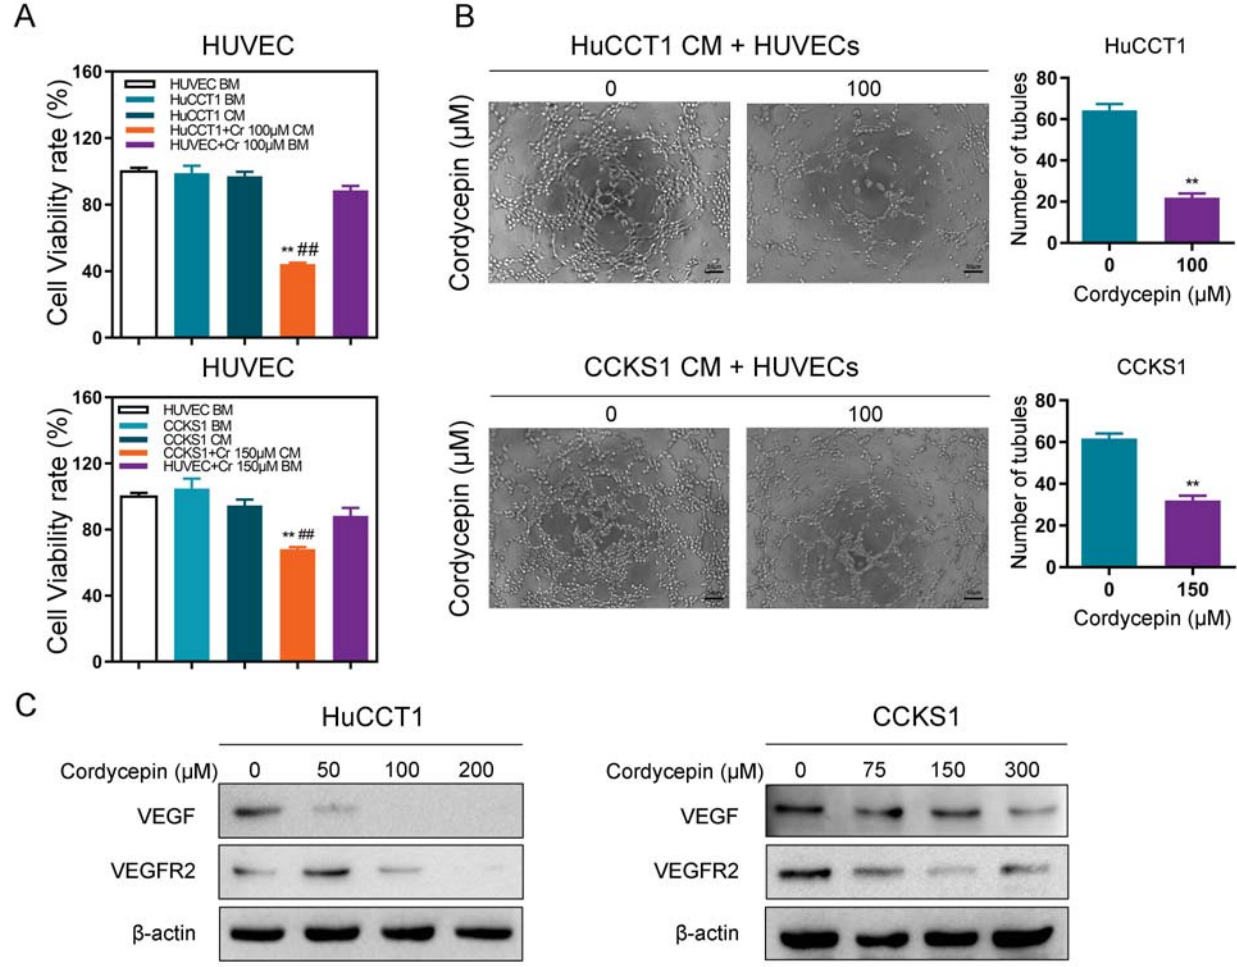 A
HUVEC
Cell Viability rate (%)
160
120
80
40
0
HUVEC BM
HuCCT1 BM
HuCCT1 CM
HuCCT1+Cr 100μM CM
HUVEC+Cr 100μM BM
** ##
HUVEC
Cell Viability rate (%)
160
120
80
40
0
HUVEC BM
CCKS1 BM
CCKS1 CM
CCKS1+Cr 150μM CM
HUVEC+Cr 150μM BM
** ##
B
HuCCT1 CM + HUVECs
0 100
Cordycepin (μM)
HuCCT1
Number of tubules
80
60
40
20
0
**
0 100
Cordycepin (μM)
CCKS1 CM + HUVECs
0 100
Cordycepin (μM)
CCKS1
Number of tubules
80
60
40
20
0
**
0 150
Cordycepin (μM)
C
HuCCT1
Cordycepin (μM) 0 50 100 200
VEGF
VEGFR2
β-actin
CCKS1
Cordycepin (μM) 0 75 150 300
VEGF
VEGFR2
β-actin